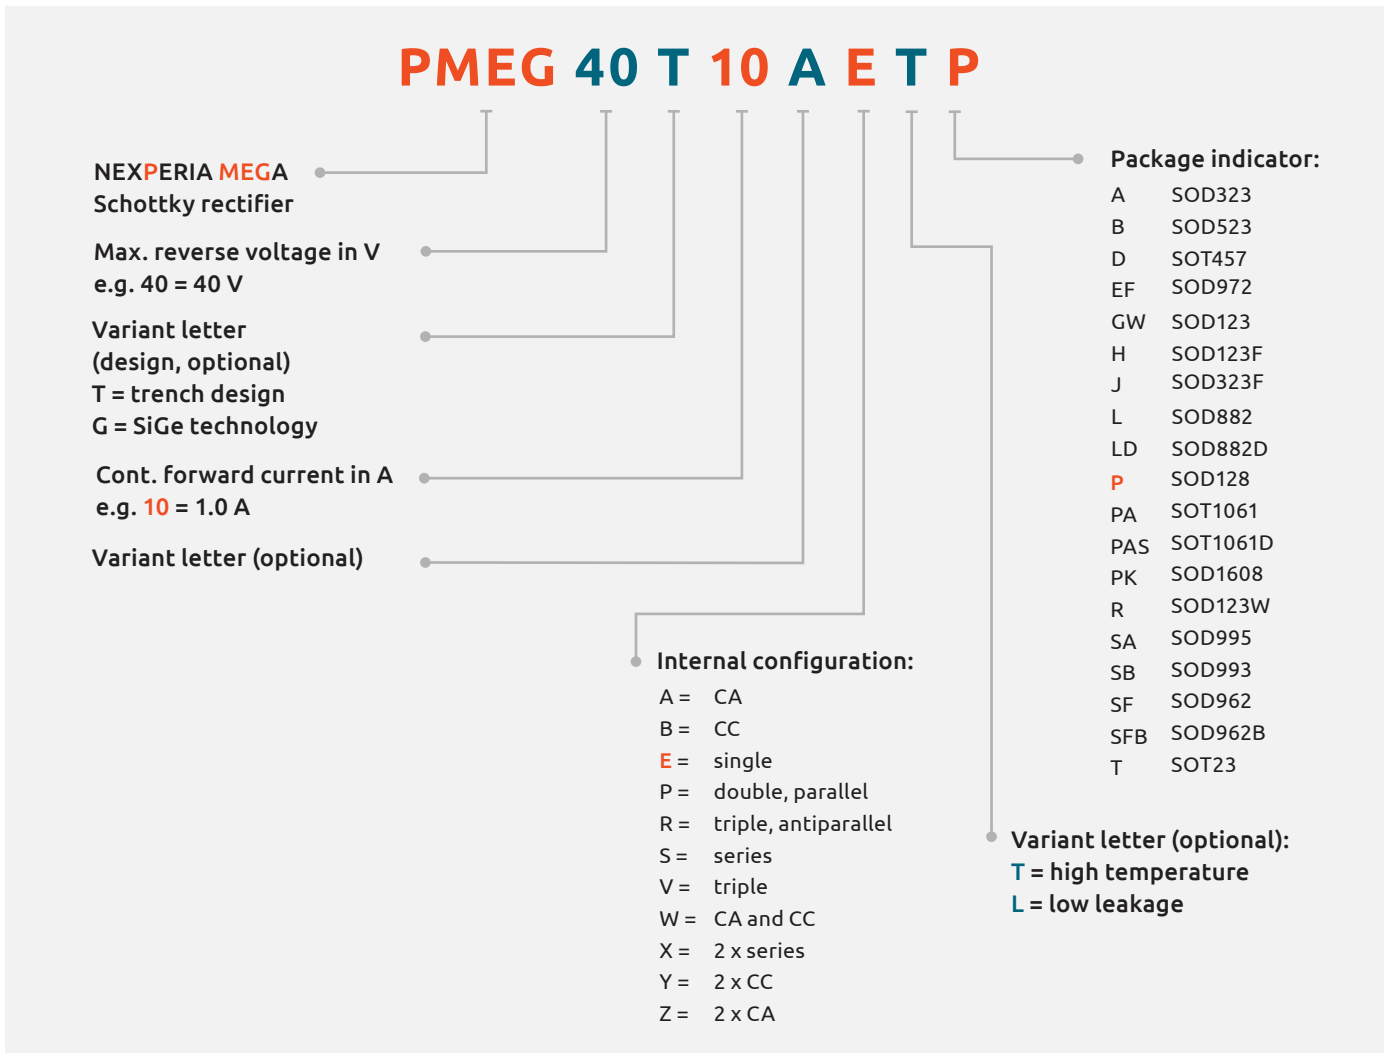 PMEG 40 T 10 A E T P
NEXPERIA MEGA
Schottky rectifier
Max. reverse voltage in V
e.g. 40 = 40 V
Variant letter
(design, optional)
T = trench design
G = SiGe technology
Cont. forward current in A
e.g. 10 = 1.0 A
Variant letter (optional)
Internal configuration:
A = CA
B = CC
E = single
P = double, parallel
R = triple, antiparallel
S = series
V = triple
W = CA and CC
X = 2 x series
Y = 2 x CC
Z = 2 x CA
Package indicator:
A SOD323
B SOD523
D SOT457
EF SOD972
GW SOD123
H SOD123F
J SOD323F
L SOD882
LD SOD882D
P SOD128
PA SOT1061
PAS SOT1061D
PK SOD1608
R SOD123W
SA SOD995
SB SOD993
SF SOD962
SFB SOD962B
T SOT23
Variant letter (optional):
T = high temperature
L = low leakage